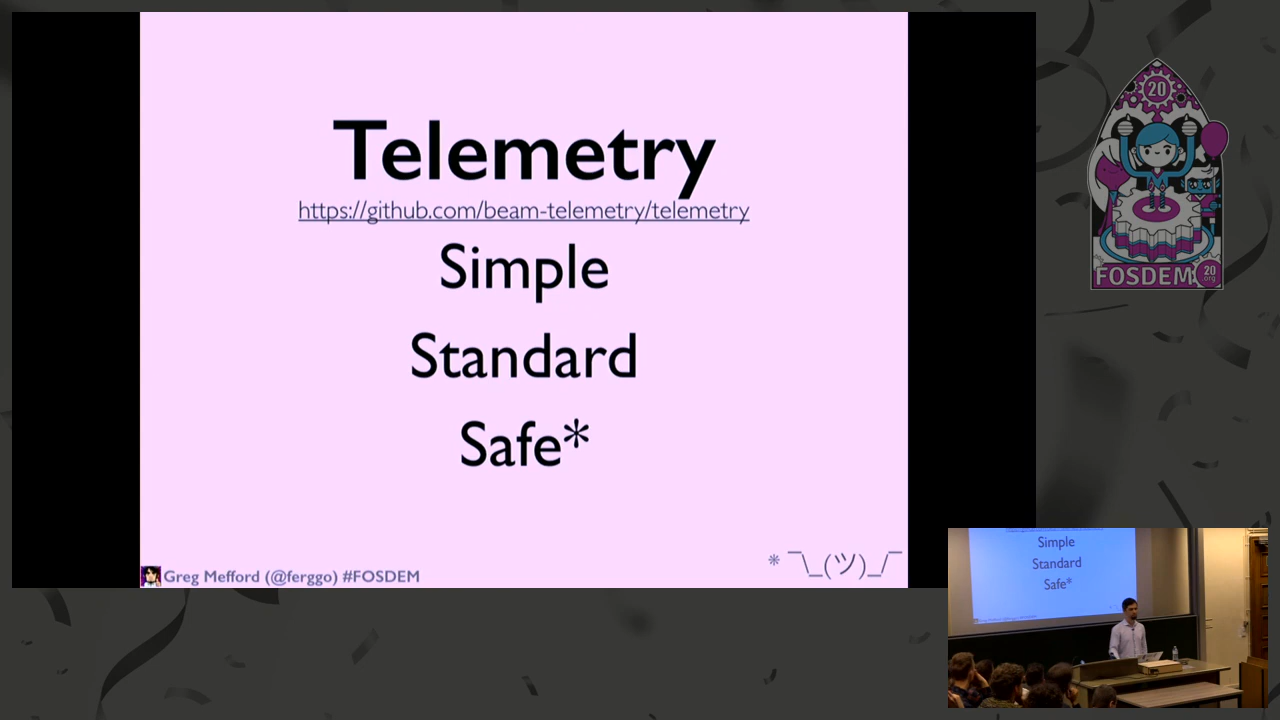 Telemetry
https://github.com/beam-telemetry/telemetry
Simple
Standard
Safe*
Greg Mefford (@ferggo) #FOSDEM
* ¯\_(ツ)_/¯
20
FOSDEM
20
.org
Simple
Standard
Safe*